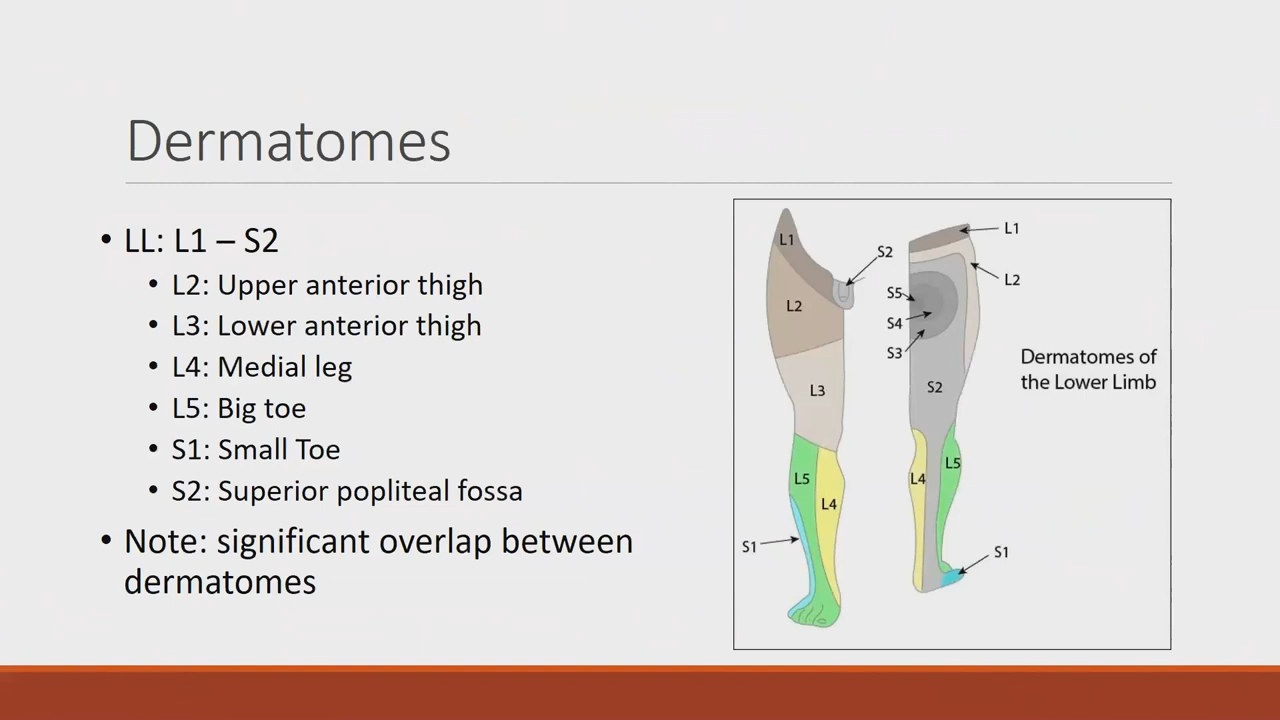 Dermatomes
• LL: L1 – S2
• L2: Upper anterior thigh
• L3: Lower anterior thigh
• L4: Medial leg
• L5: Big toe
• S1: Small Toe
• S2: Superior popliteal fossa
• Note: significant overlap between
dermatomes
L1
S2
L2
L3
L5
L4
S1
L1
L2
S5
S4
S3
S2
L4
L5
S1
Dermatomes of
the Lower Limb